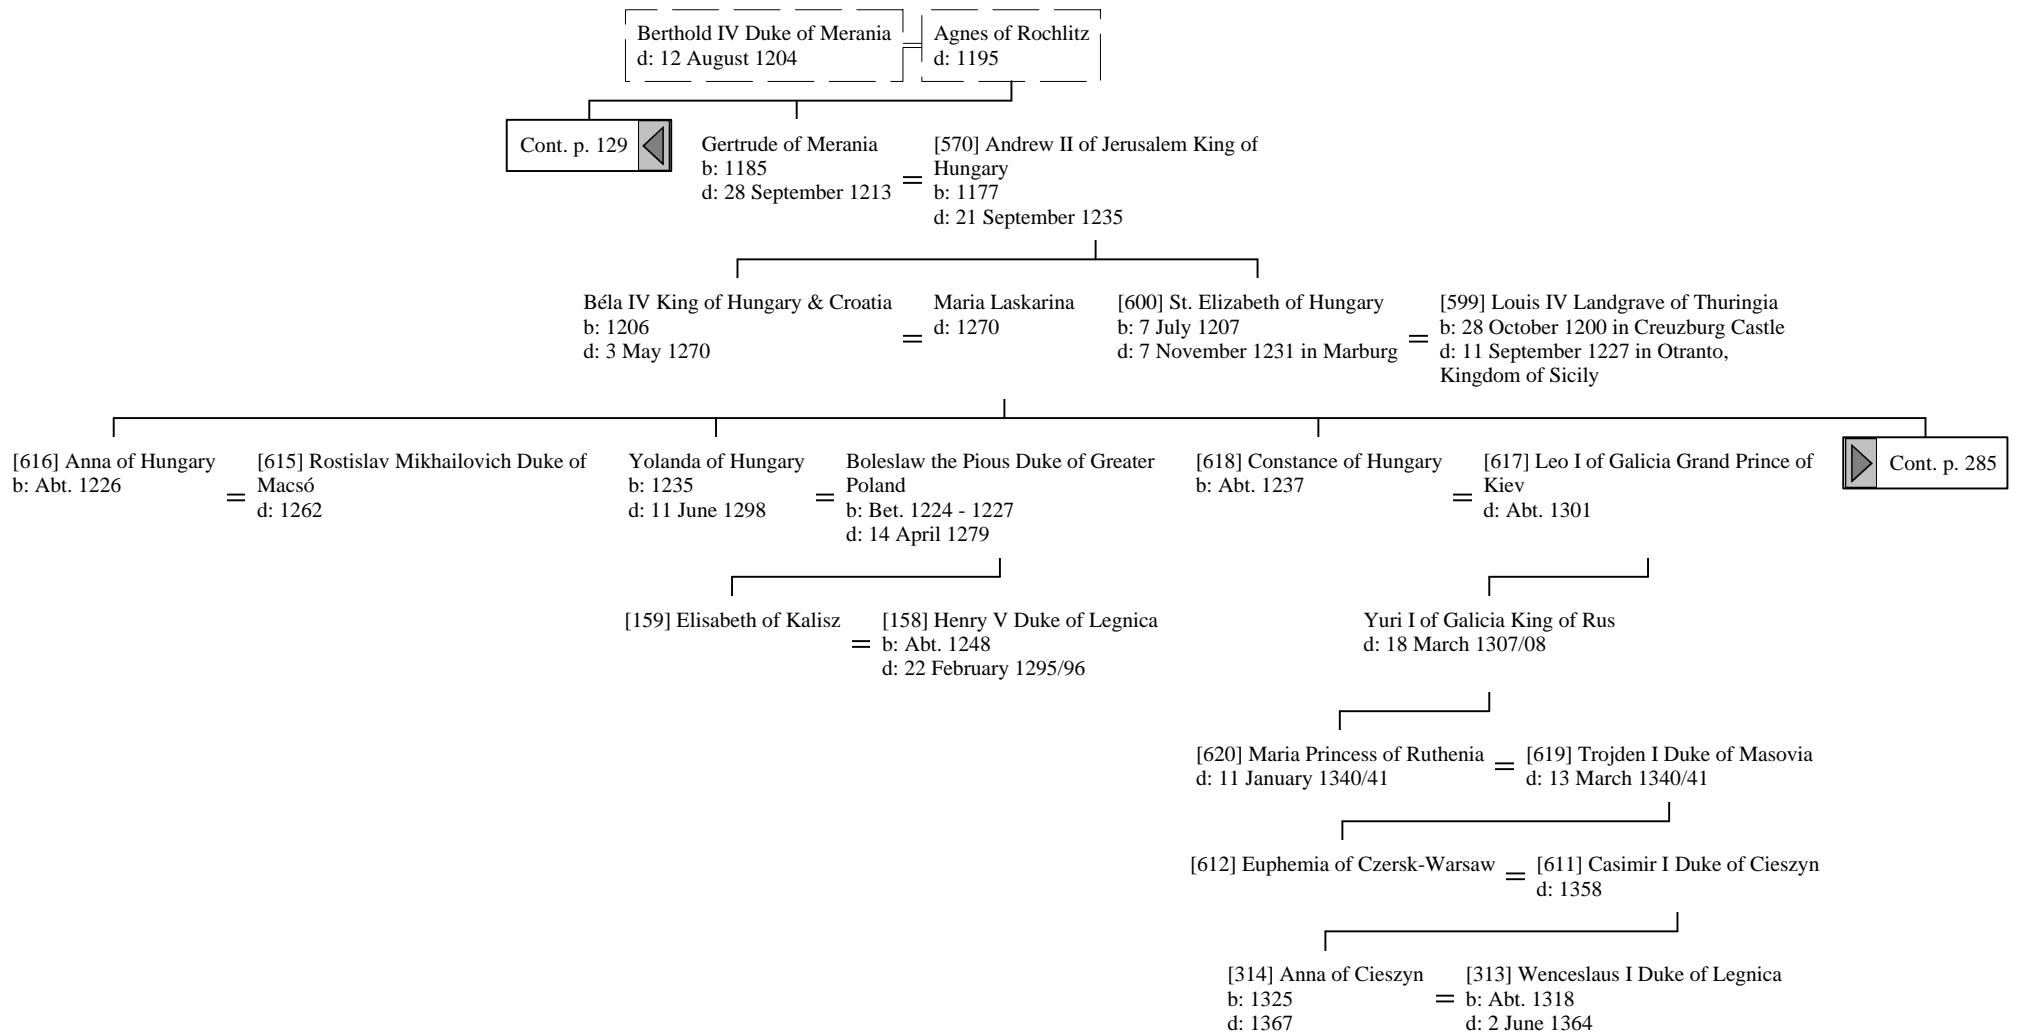 Berthold IV Duke of Merania
d: 12 August 1204
Agnes of Rochlitz
d: 1195
Cont. p. 129
Gertrude of Merania
b: 1185
d: 28 September 1213
=
[570] Andrew II of Jerusalem King of
Hungary
b: 1177
d: 21 September 1235
Béla IV King of Hungary & Croatia
b: 1206
d: 3 May 1270
=
Maria Laskarina
d: 1270
[600] St. Elizabeth of Hungary
b: 7 July 1207
d: 7 November 1231 in Marburg
=
[599] Louis IV Landgrave of Thuringia
b: 28 October 1200 in Creuzburg Castle
d: 11 September 1227 in Otranto,
Kingdom of Sicily
[616] Anna of Hungary
b: Abt. 1226
=
[615] Rostislav Mikhailovich Duke of
Macsó
d: 1262
Yolanda of Hungary
b: 1235
d: 11 June 1298
=
Boleslaw the Pious Duke of Greater
Poland
b: Bet. 1224 - 1227
d: 14 April 1279
[618] Constance of Hungary
b: Abt. 1237
=
[617] Leo I of Galicia Grand Prince of
Kiev
d: Abt. 1301
Cont. p. 285
[159] Elisabeth of Kalisz
=
[158] Henry V Duke of Legnica
b: Abt. 1248
d: 22 February 1295/96
Yuri I of Galicia King of Rus
d: 18 March 1307/08
[620] Maria Princess of Ruthenia
d: 11 January 1340/41
=
[619] Trojden I Duke of Masovia
d: 13 March 1340/41
[612] Euphemia of Czersk-Warsaw
=
[611] Casimir I Duke of Cieszyn
d: 1358
[314] Anna of Cieszyn
b: 1325
d: 1367
=
[313] Wenceslaus I Duke of Legnica
b: Abt. 1318
d: 2 June 1364